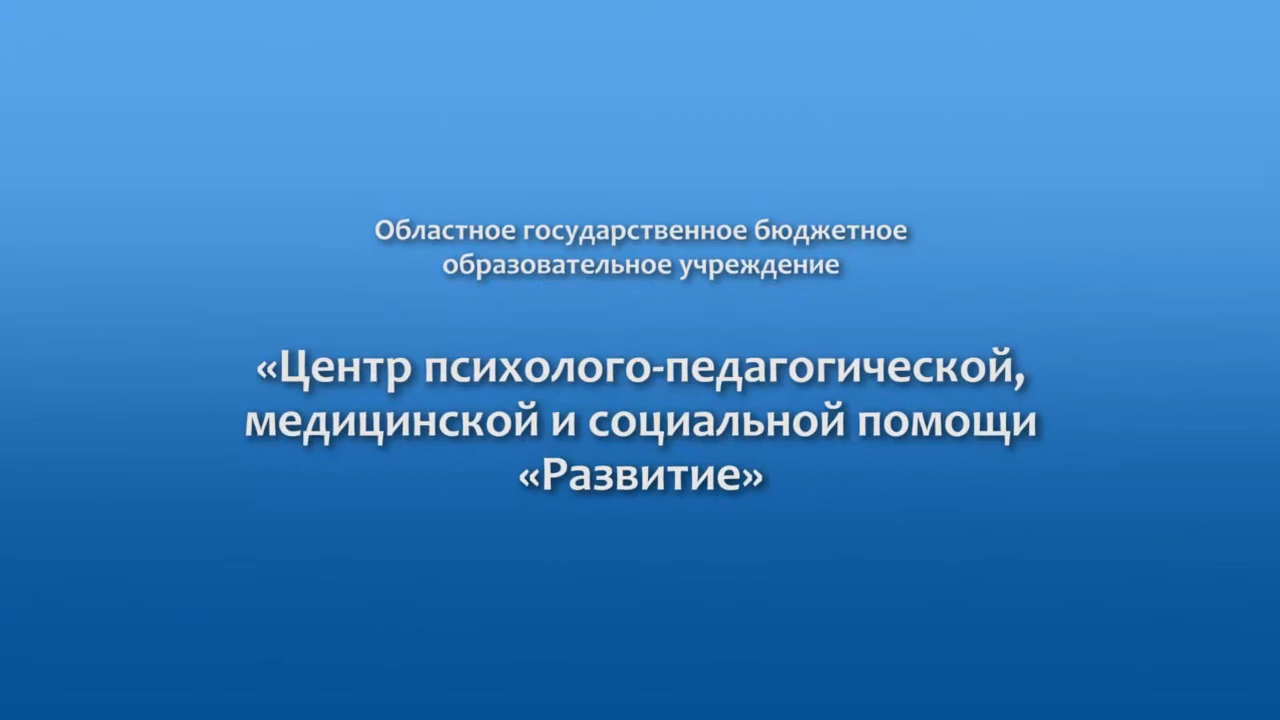 Областное государственное бюджетное
образовательное учреждение
«Центр психолого-педагогической,
медицинской и социальной помощи
«Развитие»